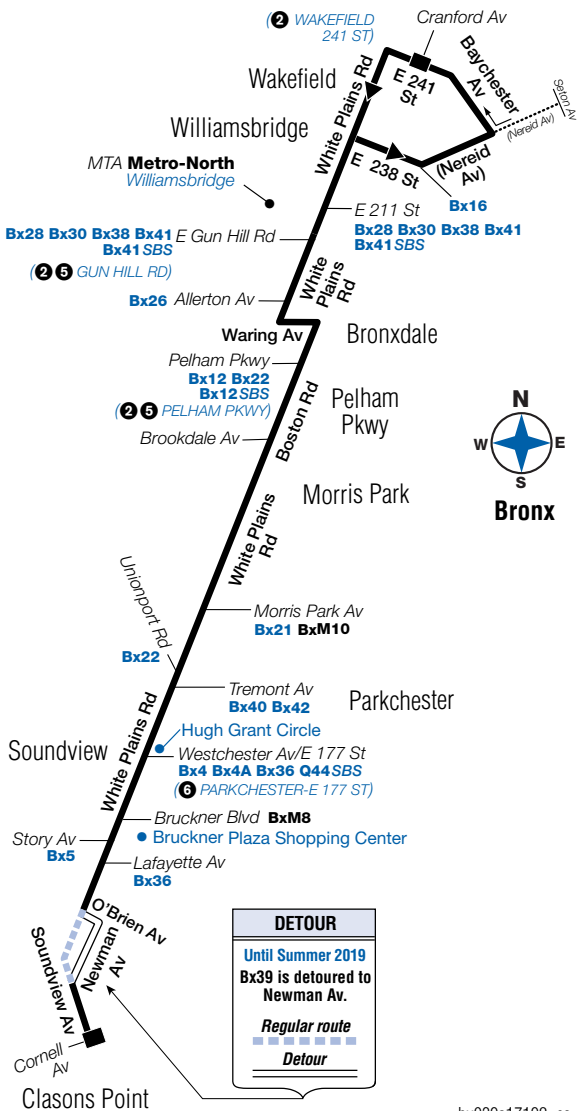 (2 WAKEFIELD
241 ST)
Cranford Av
Wakefield
White Plains Rd
E 241
St
Baychester
Av
Seton Av
(Nereid Av)
Williamsbridge
E 238 St
(Nereid
Av)
MTA Metro-North
Williamsbridge
Bx16
E 211 St
Bx28 Bx30 Bx38 Bx41
Bx41 SBS
Bx28 Bx30 Bx38 Bx41 E Gun Hill Rd
Bx41 SBS
(2 5 GUN HILL RD)
White
Plains
Rd
Bx26 Allerton Av
Waring Av
Bronxdale
Pelham Pkwy
Bx12 Bx22
Bx12 SBS
(2 5 PELHAM PKWY)
Boston Rd
Pelham
Pkwy
Brookdale Av
N
W E
S
Bronx
Morris Park
White Plains
Rd
Unionport Rd
Bx22
Morris Park Av
Bx21 BxM10
Tremont Av
Bx40 Bx42
Parkchester
White Plains Rd
Hugh Grant Circle
Soundview
Westchester Av/E 177 St
Bx4 Bx4A Bx36 Q44 SBS
(6 PARKCHESTER-E 177 ST)
Bruckner Blvd BxM8
Bruckner Plaza Shopping Center
Story Av
Bx5
Lafayette Av
Bx36
O'Brien Av
Soundview Av
Newman
Av
Cornell
Av
Clasons Point
DETOUR
Until Summer 2019
Bx39 is detoured to
Newman Av.
Regular route
Detour